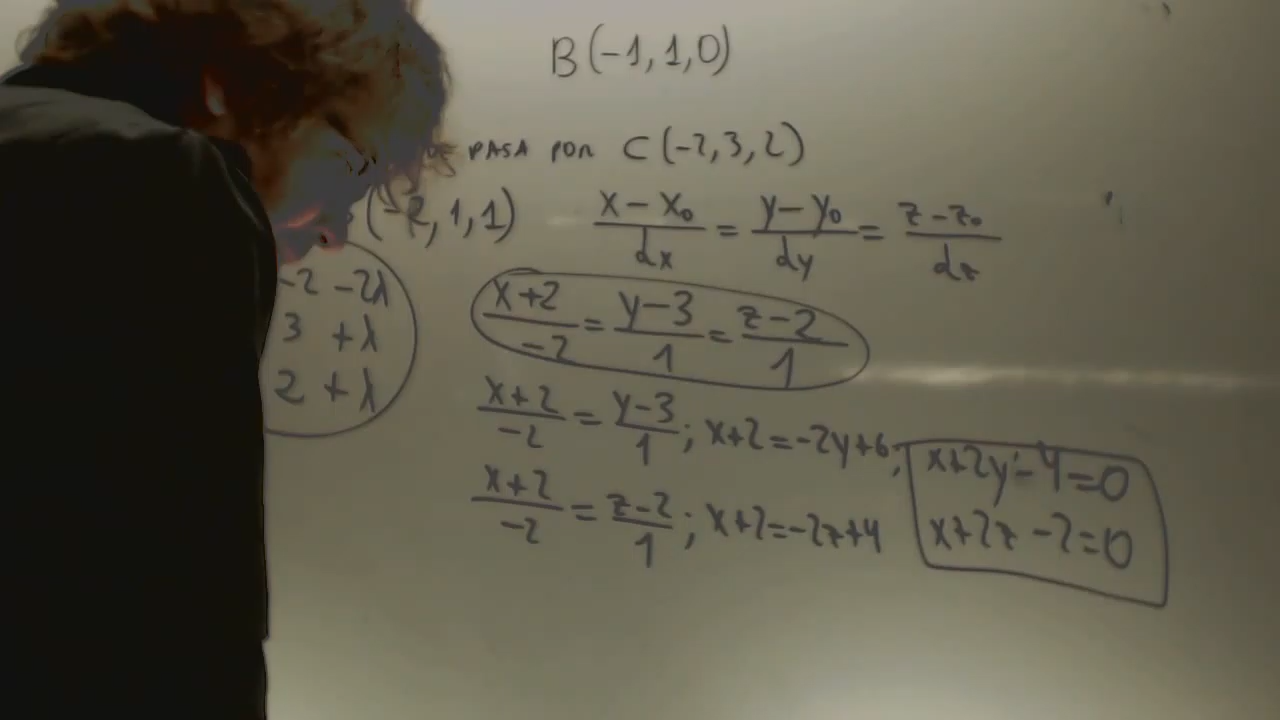 B(-1,1,0)
PASA POR C(-2,3,2)
(-2,1,1) x-x₀/dx = y-y₀/dy = z-z₀/dz
-2 -2λ
3 +λ
2 +λ
x+2/-2 = y-3/1 = z-2/1
x+2/-2 = y-3/1; x+2=-2y+6; x+2y-4=0
x+2/-2 = z-2/1; x+2=-2z+4 x+2z-2=0